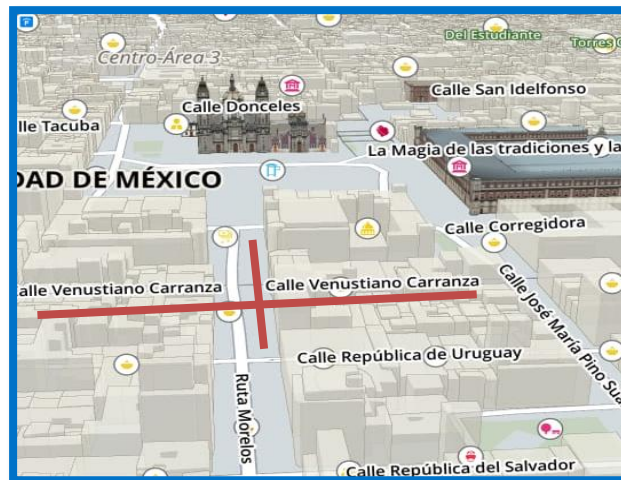 P
Del Estudiante
Torres
Centro-Área 3
Calle San Idelfonso
Calle Donceles
lle Tacuba
La Magia de las tradiciones y la
DAD DE MÉXICO
Calle Corregidora
alle Venustiano Carranza
Calle Venustiano Carranza
Calle José María Pino Sua
Calle República de Uruguay
Ruta Morelos
Calle República del Salvador